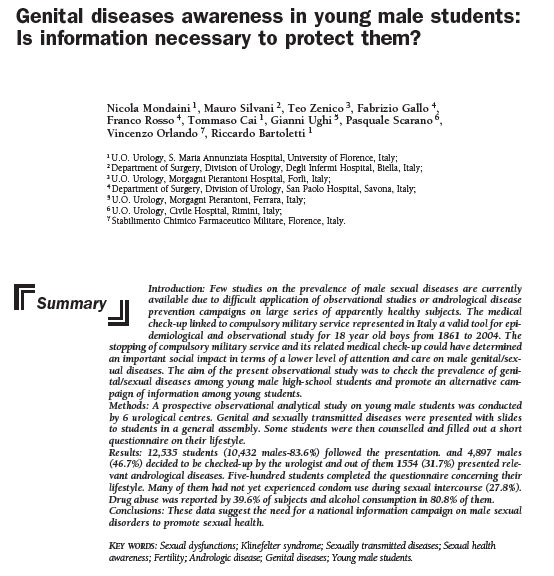 Genital diseases awareness in young male students:
Is information necessary to protect them?
Nicola Mondaini 1, Mauro Silvani 2, Teo Zenico 3, Fabrizio Gallo 4,
Franco Rosso 4, Tommaso Cai 1, Gianni Ughi 5, Pasquale Scarano 6,
Vincenzo Orlando 7, Riccardo Bartoletti 1
1 U.O. Urology, S. Maria Annunziata Hospital, University of Florence, Italy;
2 Department of Surgery, Division of Urology, Degli Infermi Hospital, Biella, Italy;
3 U.O. Urology, Morgagni Pierantoni Hospital, Forlì, Italy;
4 Department of Surgery, Division of Urology, San Paolo Hospital, Savona, Italy;
5 U.O. Urology, Morgagni Pierantoni, Ferrara, Italy;
6 U.O. Urology, Civile Hospital, Rimini, Italy;
7 Stabilimento Chimico Farmaceutico Militare, Florence, Italy.
Summary
Introduction: Few studies on the prevalence of male sexual diseases are currently
available due to difficult application of observational studies or andrological disease
prevention campaigns on large series of apparently healthy subjects. The medical
check-up linked to compulsory military service represented in Italy a valid tool for epi-
demiological and observational study for 18 year old boys from 1861 to 2004. The
stopping of compulsory military service and its related medical check-up could have determined
an important social impact in terms of a lower level of attention and care on male genital/sex-
ual diseases. The aim of the present observational study was to check the prevalence of geni-
tal/sexual diseases among young male high-school students and promote an alternative cam-
paign of information among young students.
Methods: A prospective observational analytical study on young male students was conducted
by 6 urological centres. Genital and sexually transmitted diseases were presented with slides
to students in a general assembly. Some students were then counselled and filled out a short
questionnaire on their lifestyle.
Results: 12,535 students (10,432 males-83.6%) followed the presentation. and 4,897 males
(46.7%) decided to be checked-up by the urologist and out of them 1554 (31.7%) presented rele-
vant andrological diseases. Five-hundred students completed the questionnaire concerning their
lifestyle. Many of them had not yet experienced condom use during sexual intercourse (27.8%).
Drug abuse was reported by 39.6% of subjects and alcohol consumption in 80.8% of them.
Conclusions: These data suggest the need for a national information campaign on male sexual
disorders to promote sexual health.
KEY WORDS: Sexual dysfunctions; Klinefelter syndrome; Sexually transmitted diseases; Sexual health
awareness; Fertility; Andrologic disease; Genital diseases; Young male students.